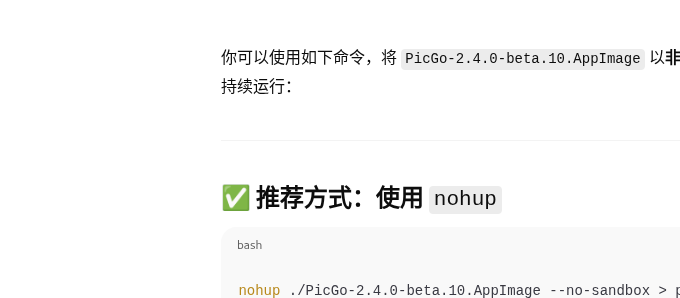 你可以使用如下命令，将 PicGo-2.4.0-beta.10.AppImage 以非
持续运行：
✅ 推荐方式：使用 nohup
bash
nohup ./PicGo-2.4.0-beta.10.AppImage --no-sandbox > p